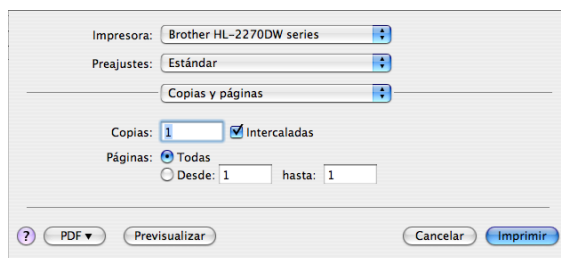 Impresora: Brother HL-2270DW series
Preajustes: Estándar
Copias y páginas
Copias: 1 Intercaladas
Páginas: Todas
Desde: 1 hasta: 1
? PDF▼ Previsualizar Cancelar Imprimir